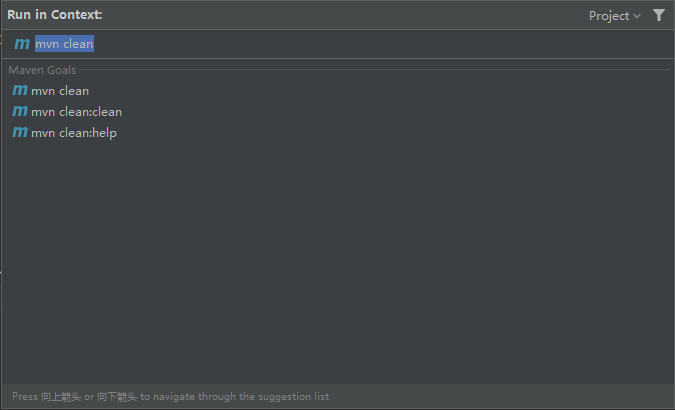 Run in Context: Project
m mvn clean
Maven Goals
m mvn clean
m mvn clean:clean
m mvn clean:help
Press 向上箭头 or 向下箭头 to navigate through the suggestion list